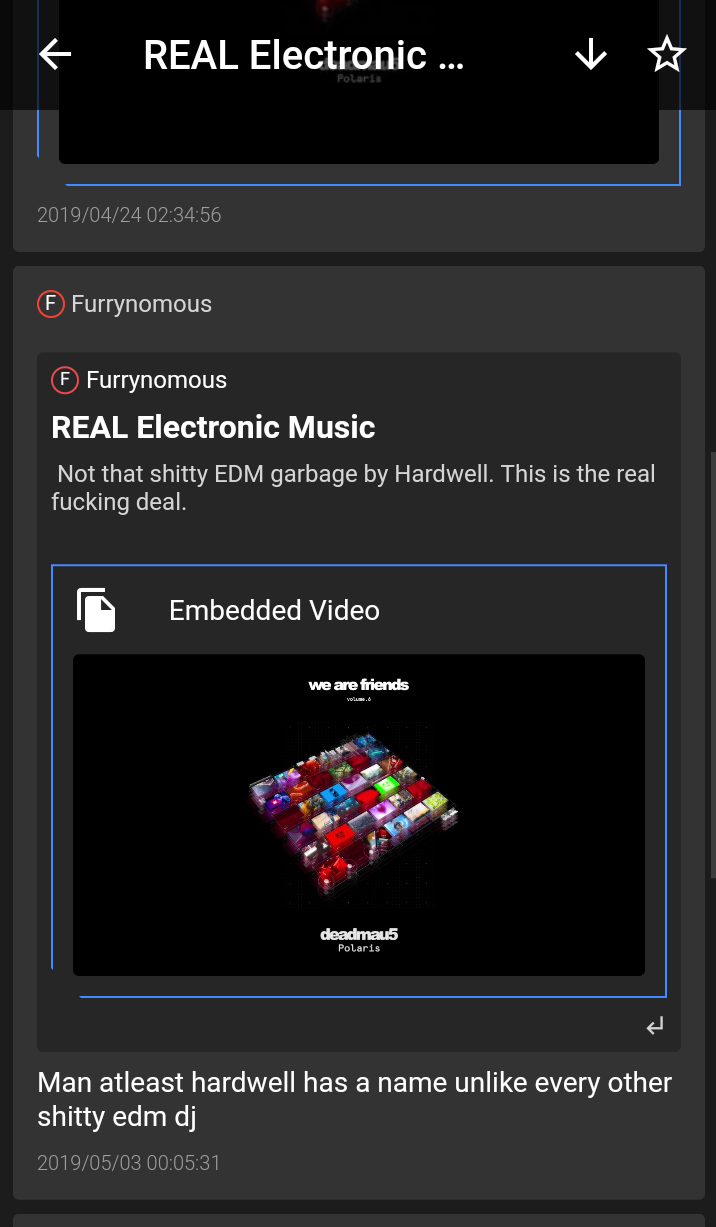 REAL Electronic ...
deadmau5
Polaris
2019/04/24 02:34:56
F Furrynomous
F Furrynomous
REAL Electronic Music
Not that shitty EDM garbage by Hardwell. This is the real
fucking deal.
Embedded Video
we are friends
volume.6
deadmau5
Polaris
Man atleast hardwell has a name unlike every other
shitty edm dj
2019/05/03 00:05:31